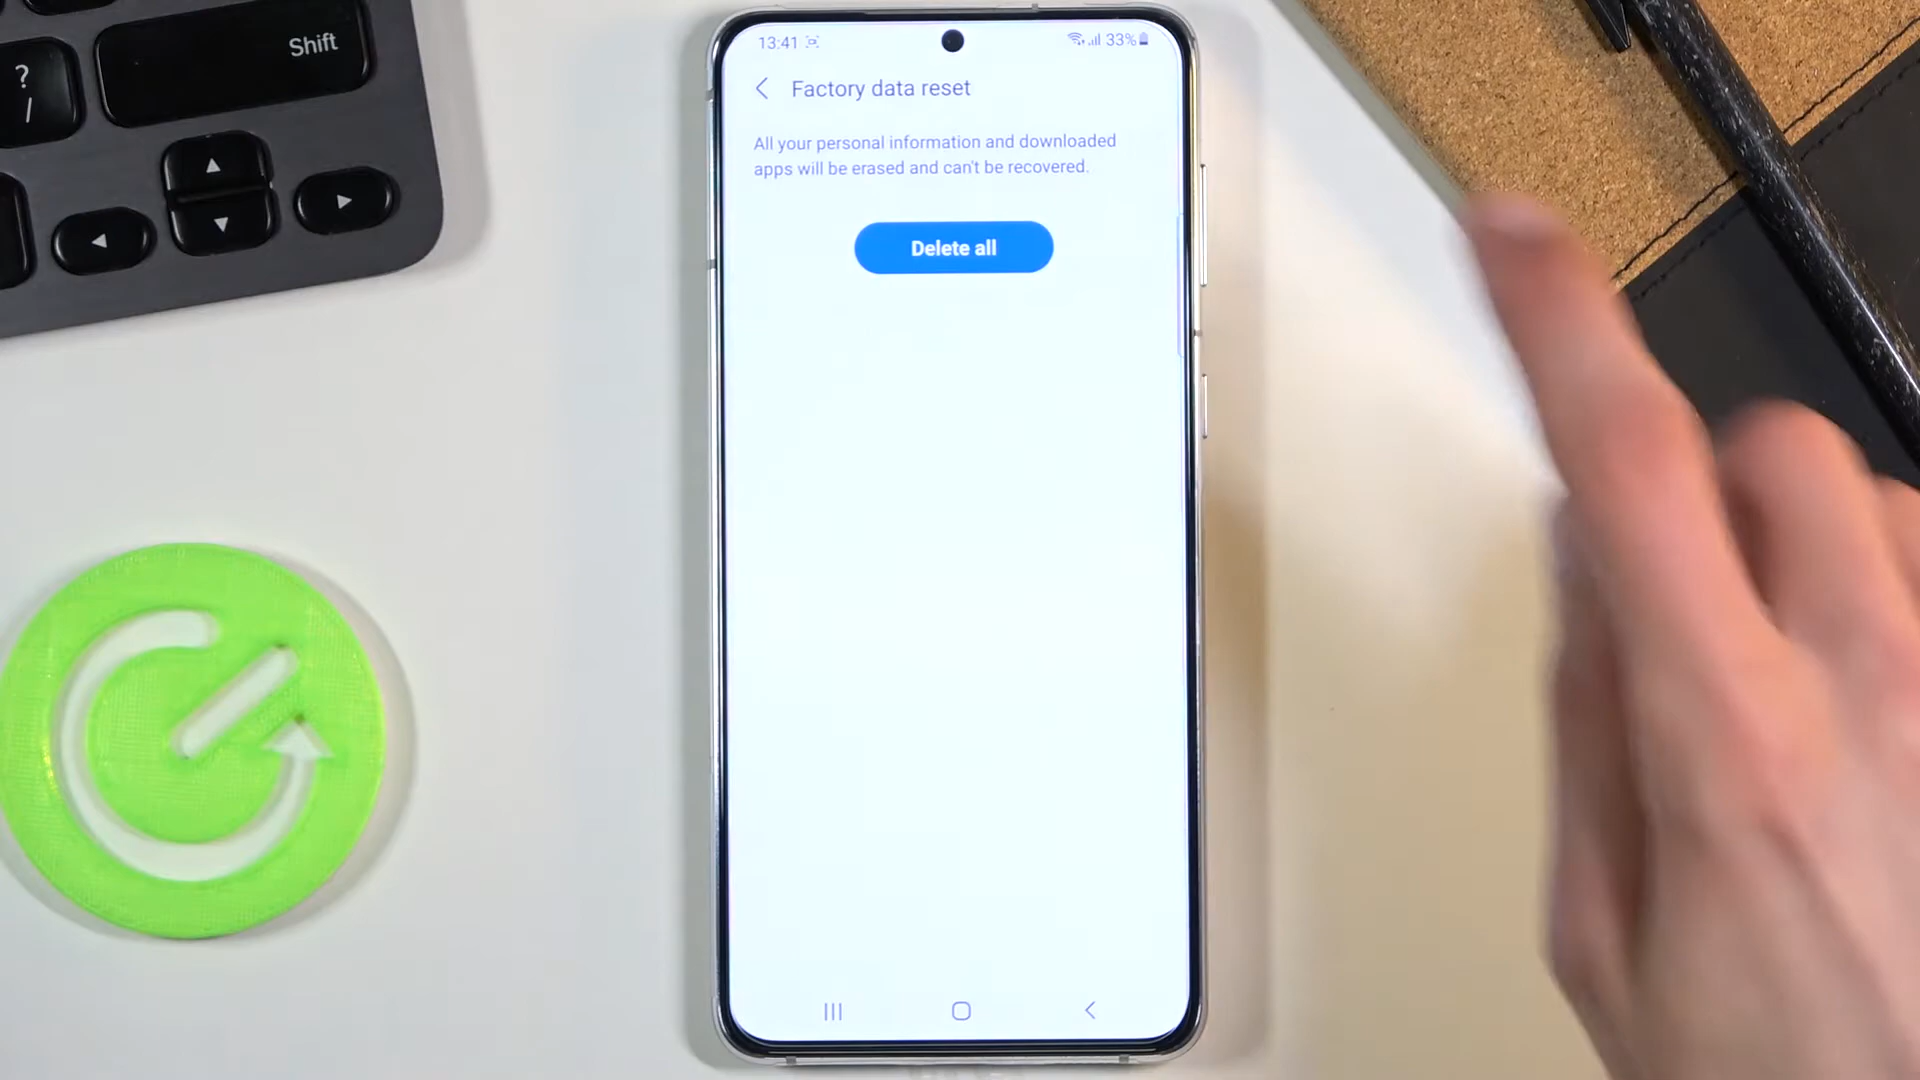 Shift
?
/
13:41
33%
Factory data reset
All your personal information and downloaded
apps will be erased and can't be recovered.
Delete all